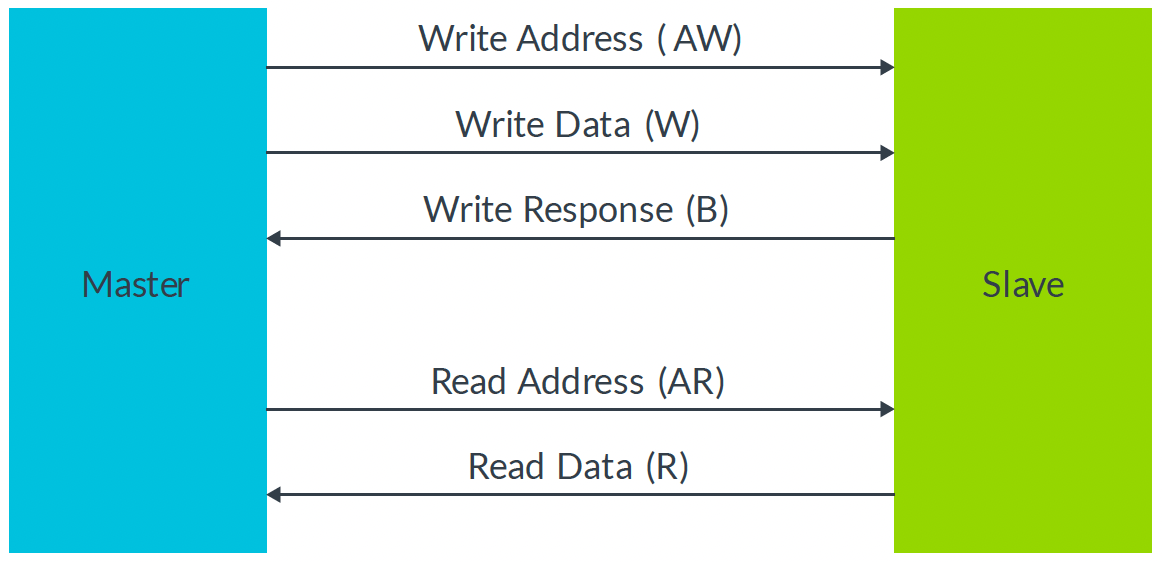 Write Address ( AW)
Write Data (W)
Write Response (B)
Master
Slave
Read Address (AR)
Read Data (R)